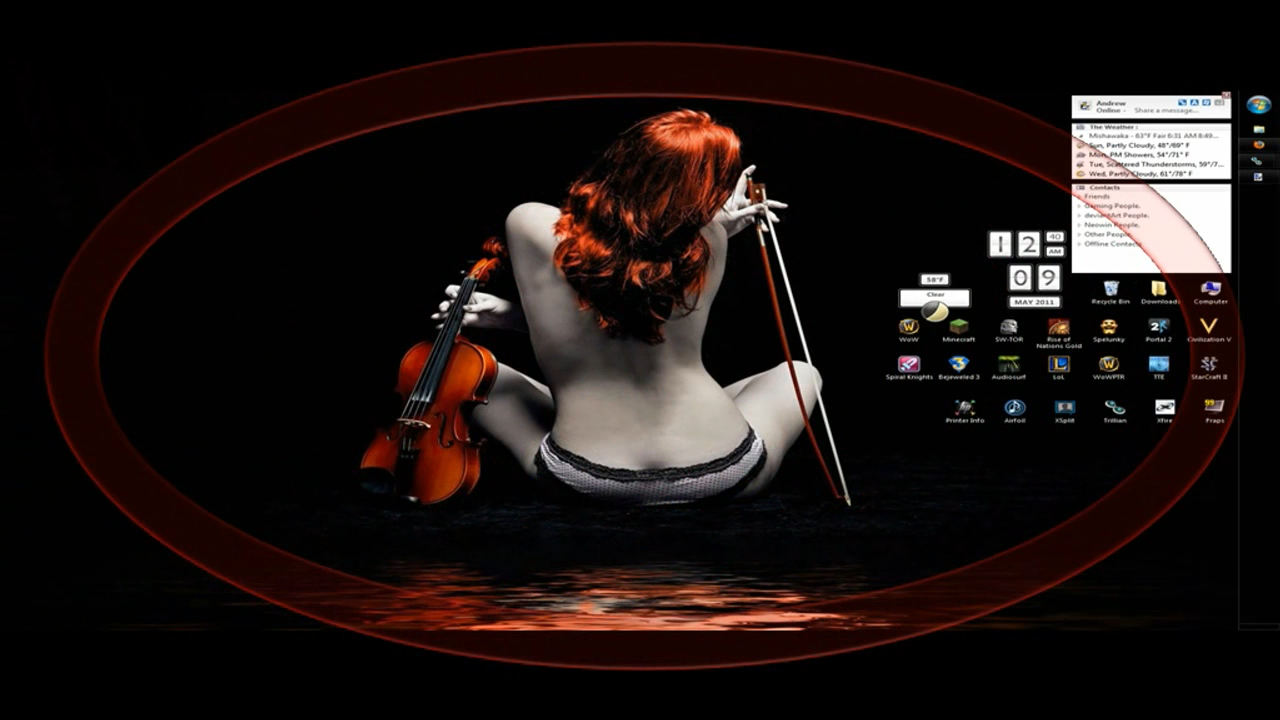 Andrew
Online - Share a message...
The Weather :
Mishawaka - 63°F Fair 6:31 AM 8:49...
Sun, Partly Cloudy, 48°/69° F
Mon, PM Showers, 54°/71° F
Tue, Scattered Thunderstorms, 59°/7...
Wed, Partly Cloudy, 61°/78° F
Contacts
Friends
Gaming People.
deviantArt People.
Neowin People.
Other People.
Offline Contacts
12 40 AM
09
MAY 2011
58°F
Clear
Recycle Bin Downloads Computer
WoW Minecraft SW-TOR Rise of Nations Gold Spelunky Portal 2 Civilization V
Spiral Knights Bejeweled 3 Audiosurf LoL WoWPTR TTE StarCraft II
Printer Info Airfoil XSplit Trillian Xfire Fraps